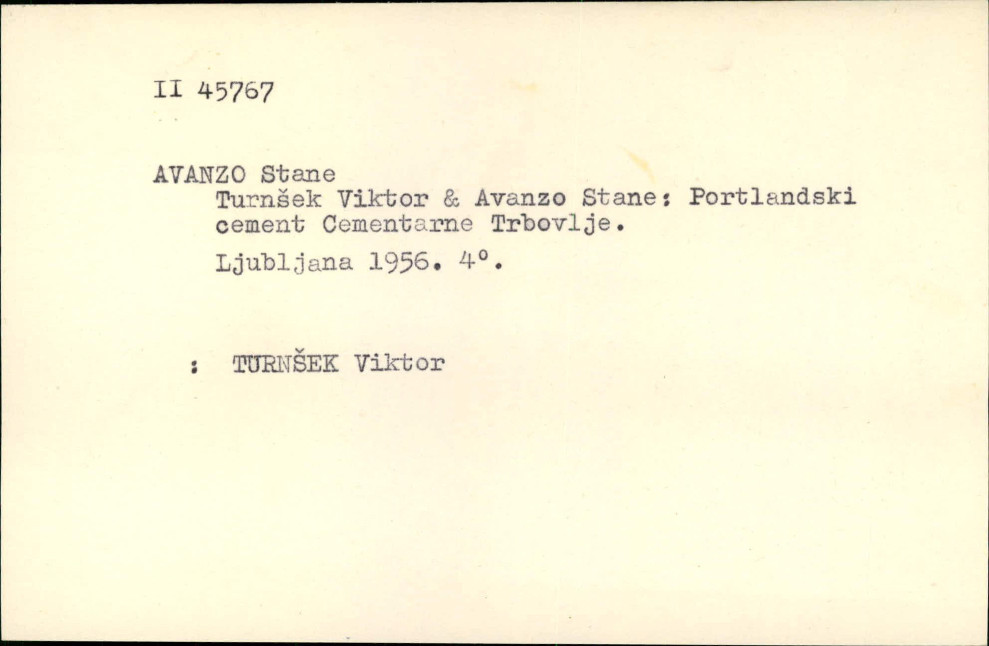 II 45767
AVANZO Stane
Turnšek Viktor & Avanzo Stane: Portlandski
cement Cementarne Trbovlje.
Ljubljana 1956. 4°.
: TURNŠEK Viktor